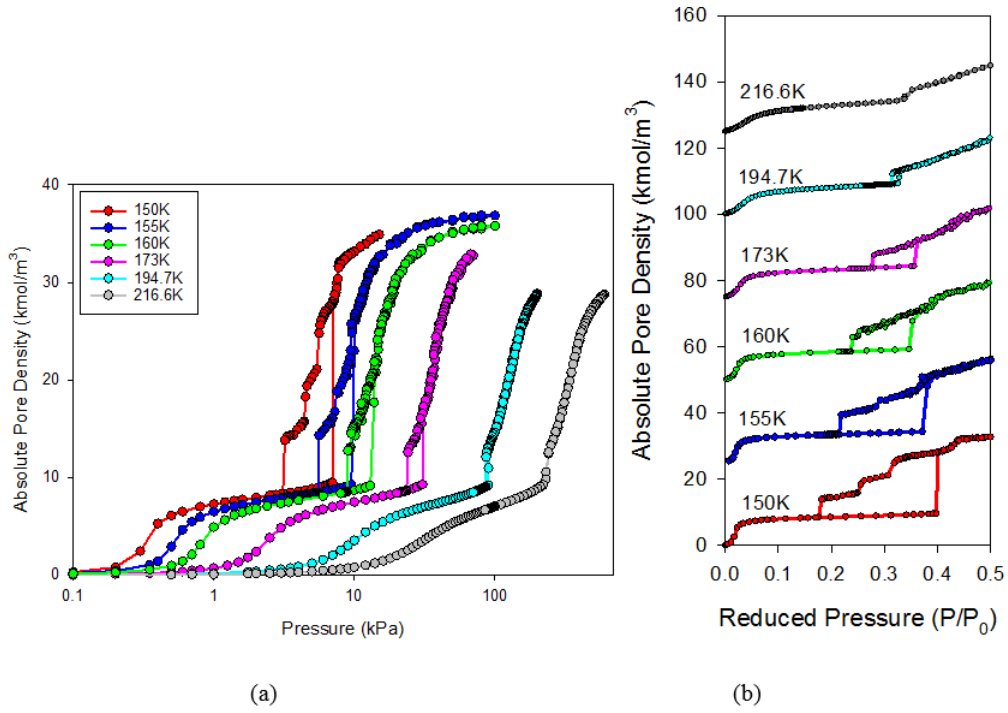 Absolute Pore Density (kmol/m³)
40
30
20
10
0
150K
155K
160K
173K
194.7K
216.6K
0.1
1
10
100
Pressure (kPa)
(a)
Absolute Pore Density (kmol/m³)
160
140
120
100
80
60
40
20
0
216.6K
194.7K
173K
160K
155K
150K
0.0
0.1
0.2
0.3
0.4
0.5
Reduced Pressure (P/P₀)
(b)